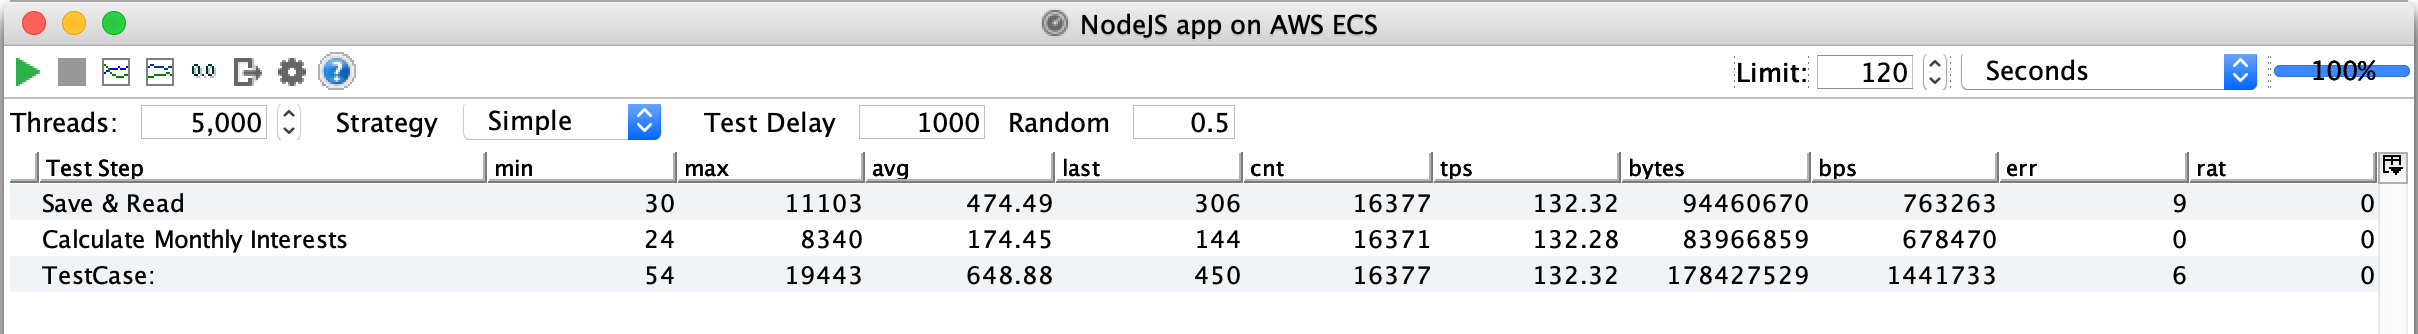 NodeJS app on AWS ECS
0.0 ? Limit: 120 Seconds 100%
Threads: 5,000 Strategy Simple Test Delay 1000 Random 0.5
Test Step min max avg last cnt tps bytes bps err rat
Save & Read 30 11103 474.49 306 16377 132.32 94460670 763263 9 0
Calculate Monthly Interests 24 8340 174.45 144 16371 132.28 83966859 678470 0 0
TestCase: 54 19443 648.88 450 16377 132.32 178427529 1441733 6 0